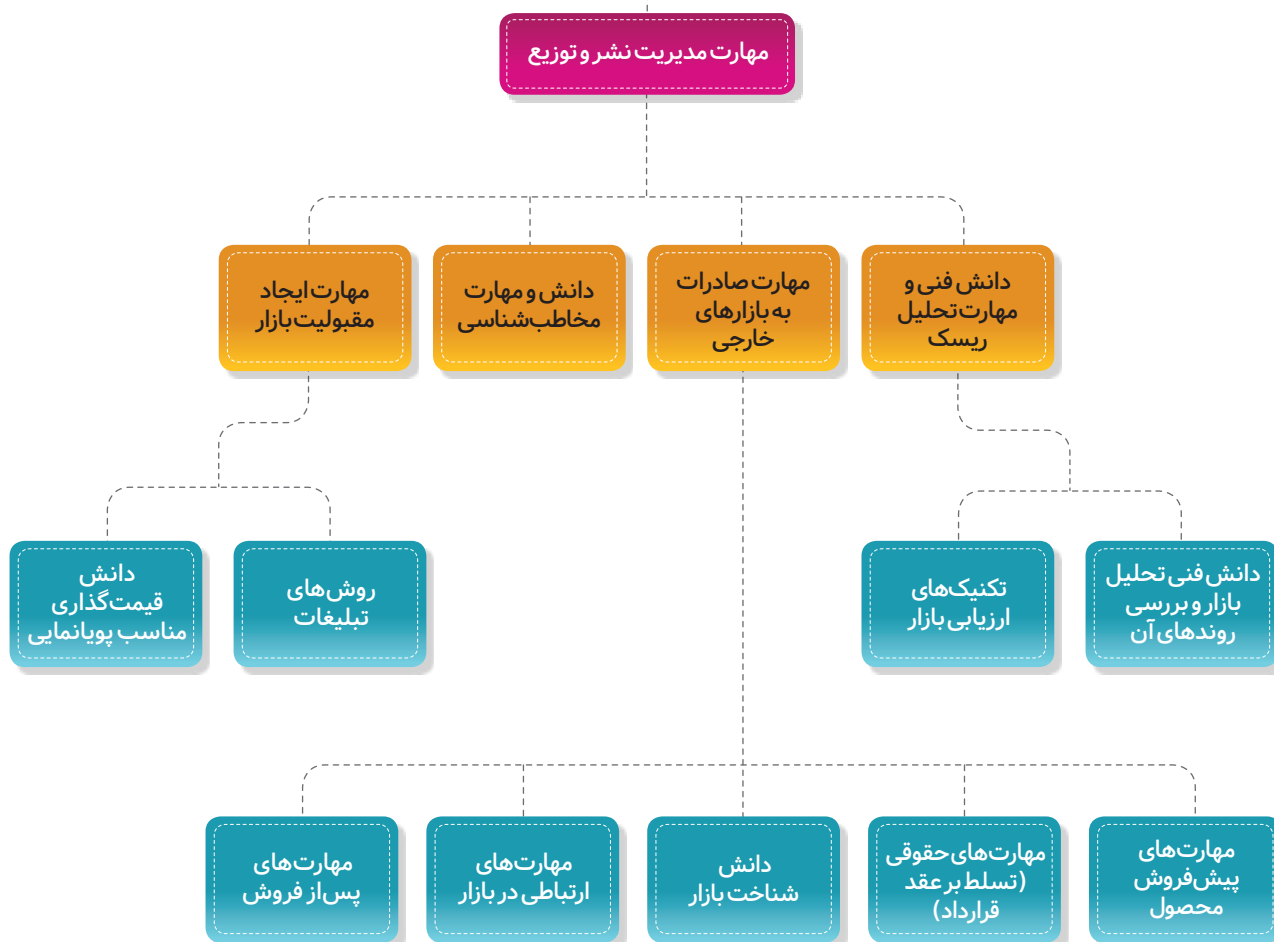 مهارت مدیریت نشر و توزیع
دانش فنی و
مهارت تحلیل
ریسک
مهارت صادرات
به بازارهای
خارجی
دانش و مهارت
مخاطب‌شناسی
مهارت ایجاد
مقبولیت بازار
دانش فنی تحلیل
بازار و بررسی
روندهای آن
تکنیک‌های
ارزیابی بازار
روش‌های
تبلیغات
دانش
قیمت‌گذاری
مناسب پویانمایی
مهارت‌های
پیش‌فروش
محصول
مهارت‌های حقوقی
(تسلط بر عقد
قرارداد)
دانش
شناخت بازار
مهارت‌های
ارتباطی در بازار
مهارت‌های
پس از فروش